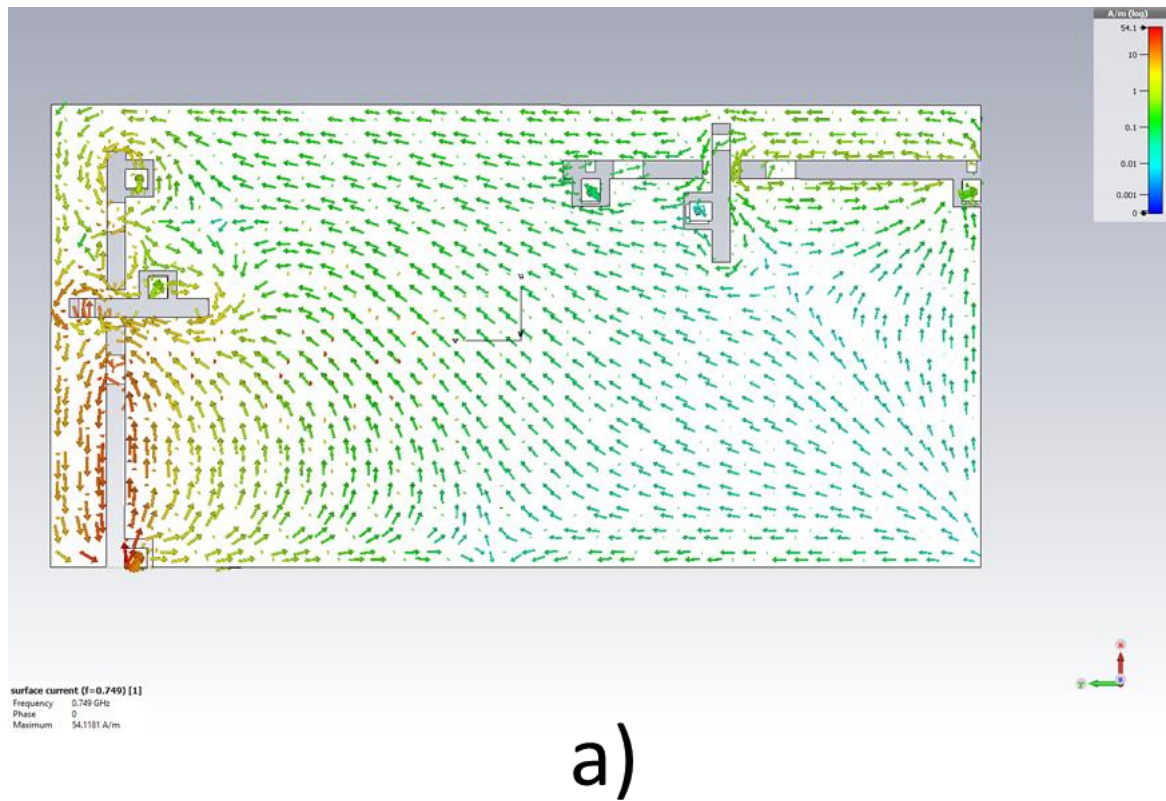 A/m (log)
54.1
10
1
0.1
0.01
0.001
0
surface current (f=0.749) [1]
Frequency 0.749 GHz
Phase 0
Maximum 54.1181 A/m
a)